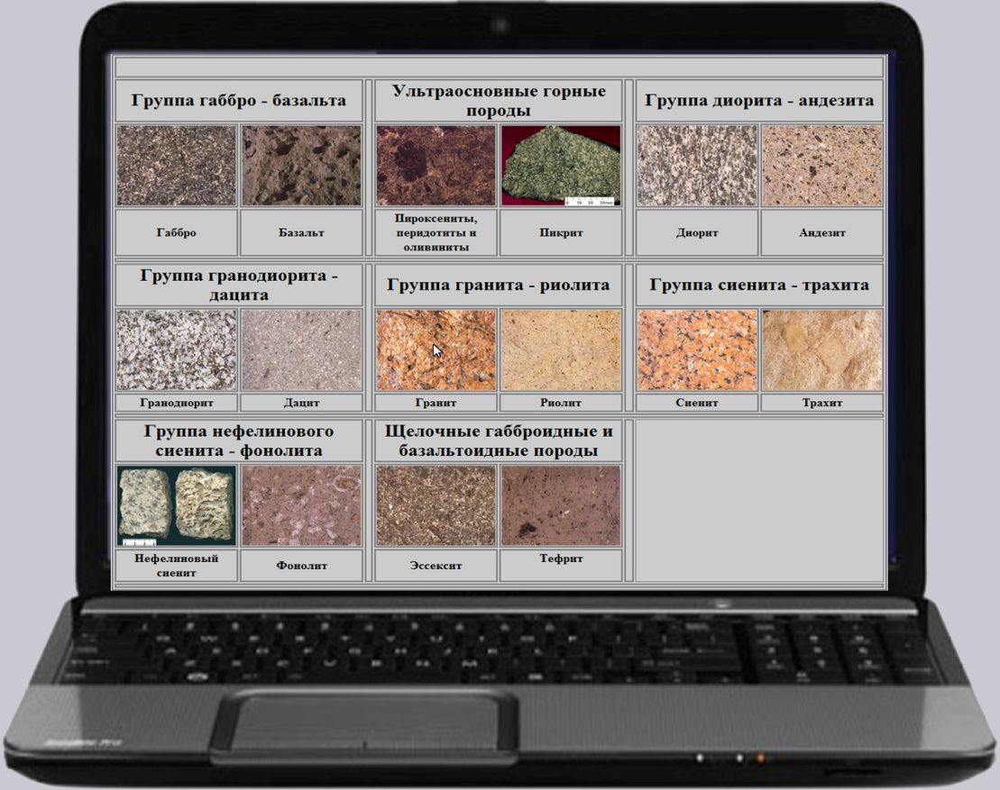 Группа габбро - базальта
Ультраосновные горные
породы
Группа диорита - андезита
Габбро
Базальт
Пироксениты,
перидотиты и
оливиниты
Пикрит
Диорит
Андезит
Группа гранодиорита -
дацита
Группа гранита - риолита
Группа сиенита - трахита
Гранодиорит
Дацит
Гранит
Риолит
Сиенит
Трахит
Группа нефелинового
сиенита - фонолита
Щелочные габброидные и
базальтоидные породы
Нефелиновый
сиенит
Фонолит
Эссексит
Тефрит